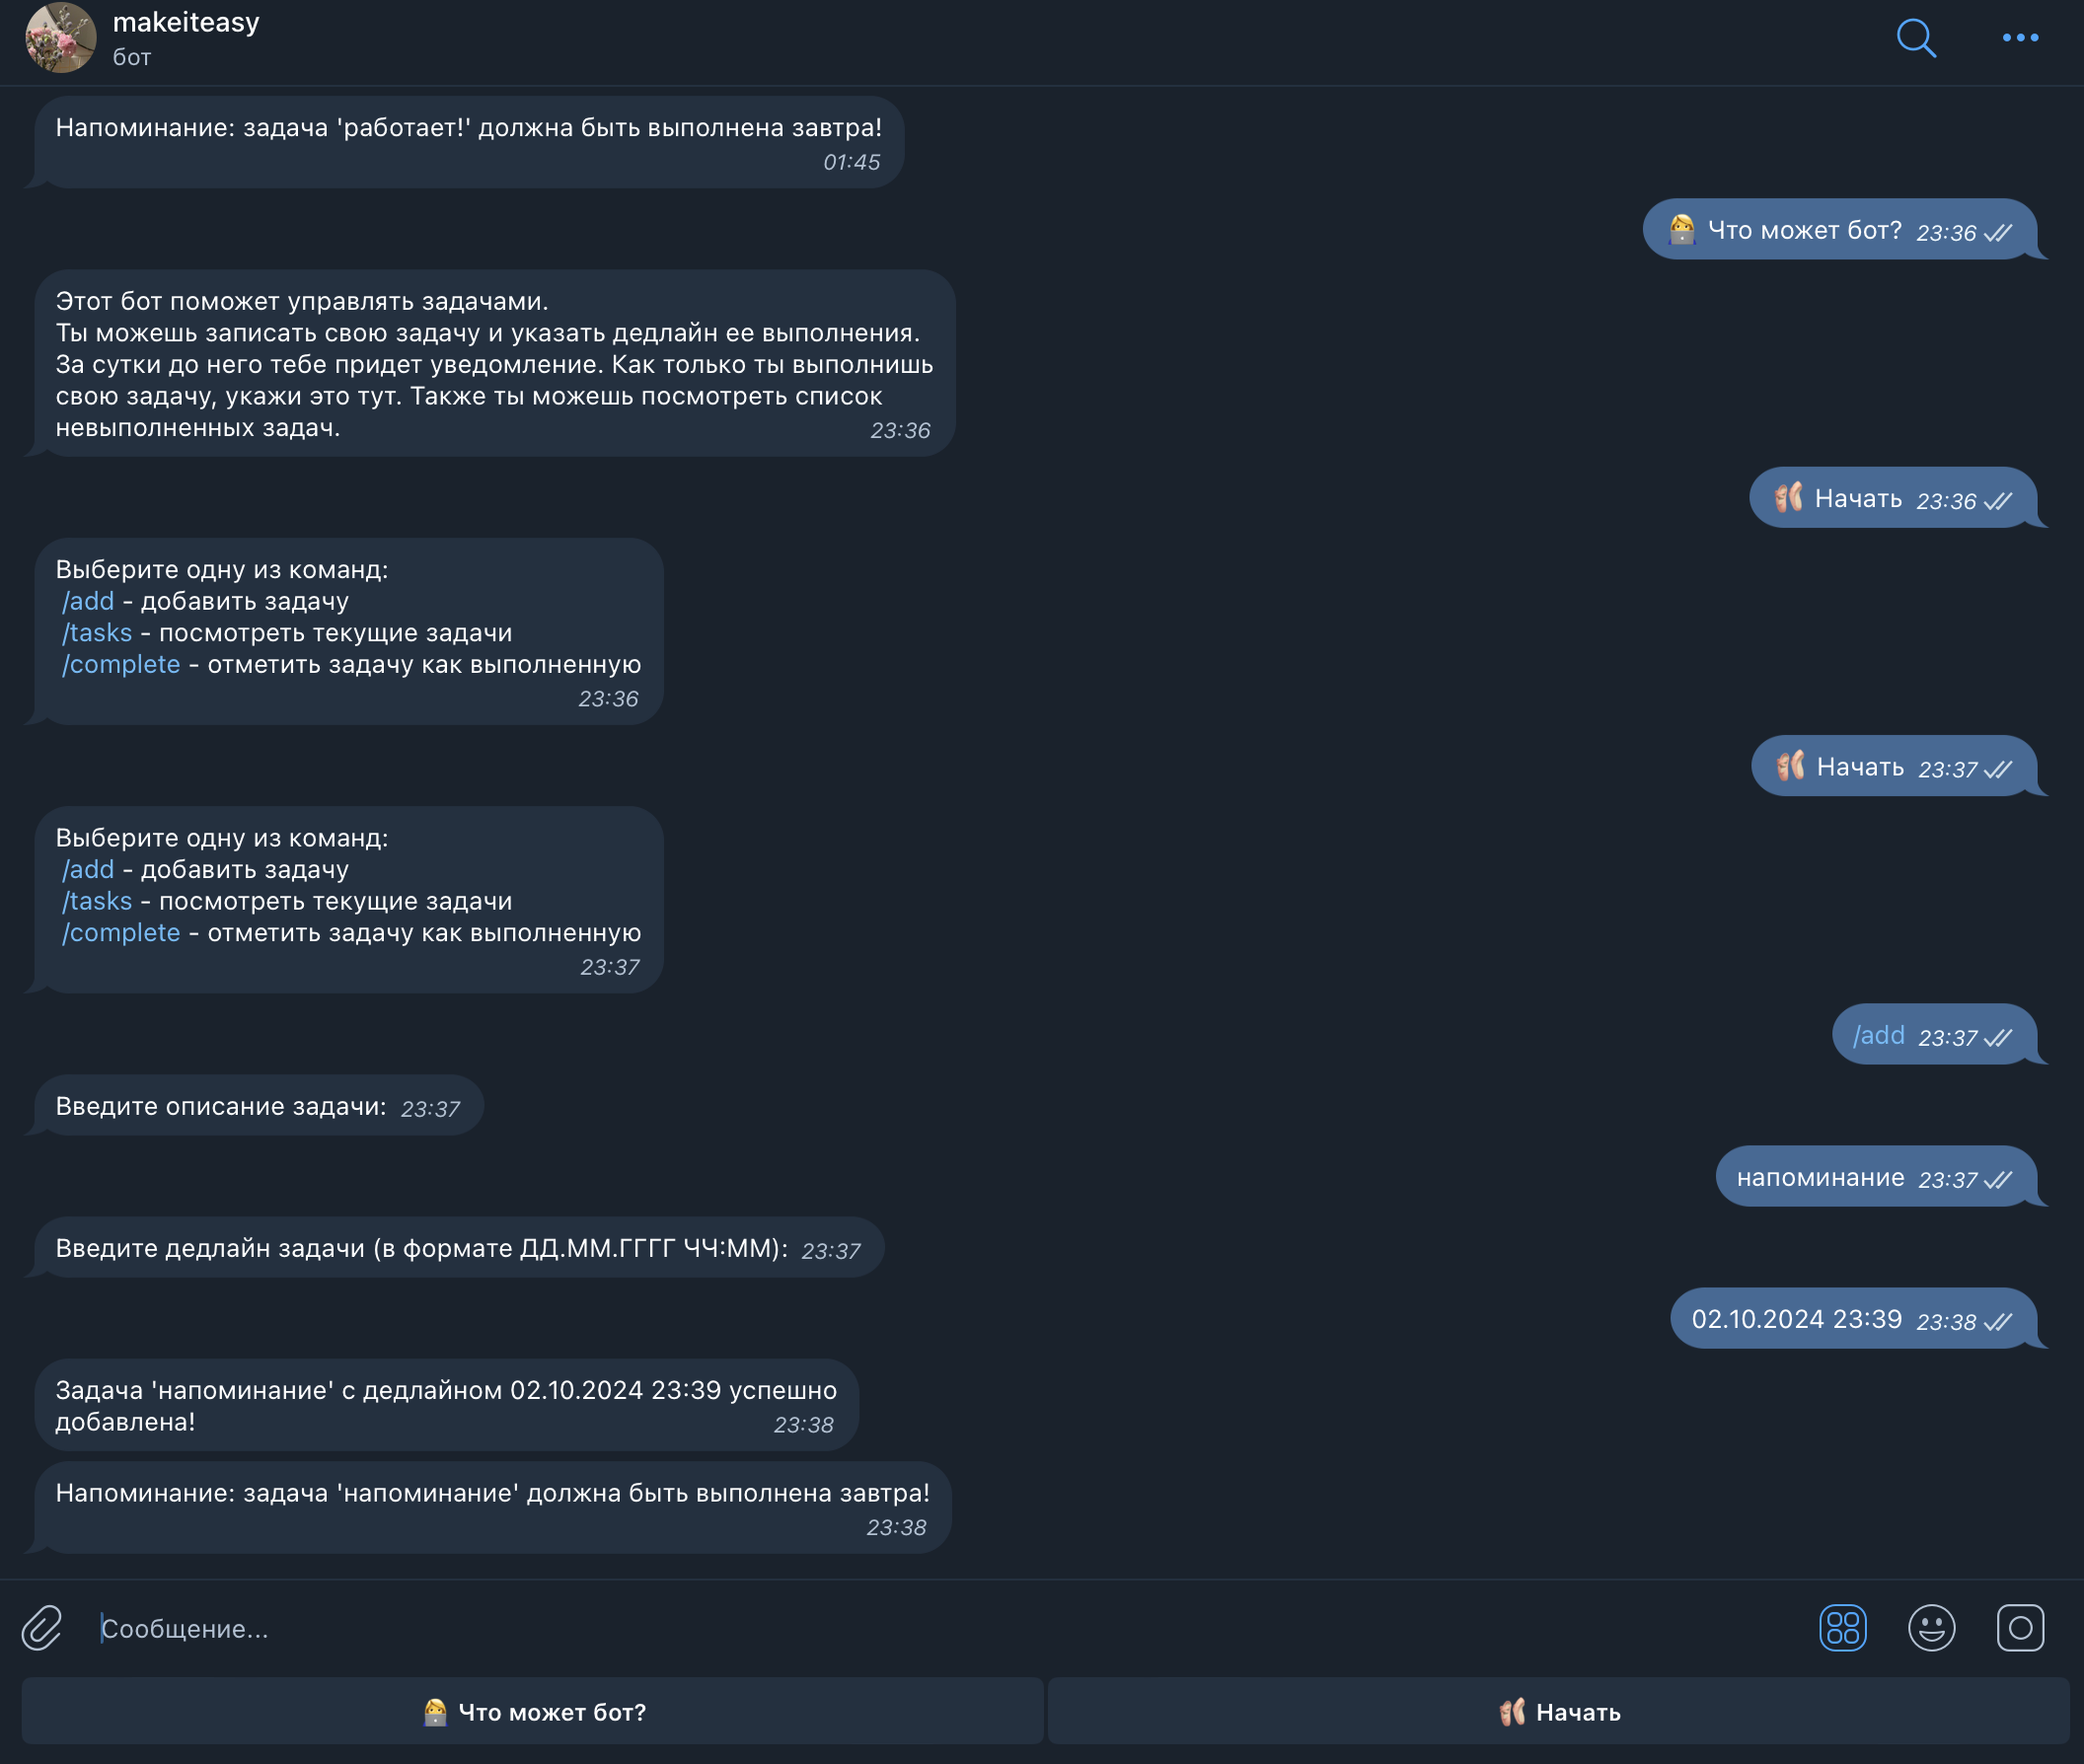 makeiteasy
бот
Напоминание: задача 'работает!' должна быть выполнена завтра!
01:45
Что может бот? 23:36
Этот бот поможет управлять задачами.
Ты можешь записать свою задачу и указать дедлайн ее выполнения.
За сутки до него тебе придет уведомление. Как только ты выполнишь
свою задачу, укажи это тут. Также ты можешь посмотреть список
невыполненных задач. 23:36
Начать 23:36
Выберите одну из команд:
/add - добавить задачу
/tasks - посмотреть текущие задачи
/complete - отметить задачу как выполненную
23:36
Начать 23:37
Выберите одну из команд:
/add - добавить задачу
/tasks - посмотреть текущие задачи
/complete - отметить задачу как выполненную
23:37
/add 23:37
Введите описание задачи: 23:37
напоминание 23:37
Введите дедлайн задачи (в формате ДД.ММ.ГГГГ ЧЧ:ММ): 23:37
02.10.2024 23:39 23:38
Задача 'напоминание' с дедлайном 02.10.2024 23:39 успешно
добавлена! 23:38
Напоминание: задача 'напоминание' должна быть выполнена завтра!
23:38
Сообщение...
Что может бот? Начать